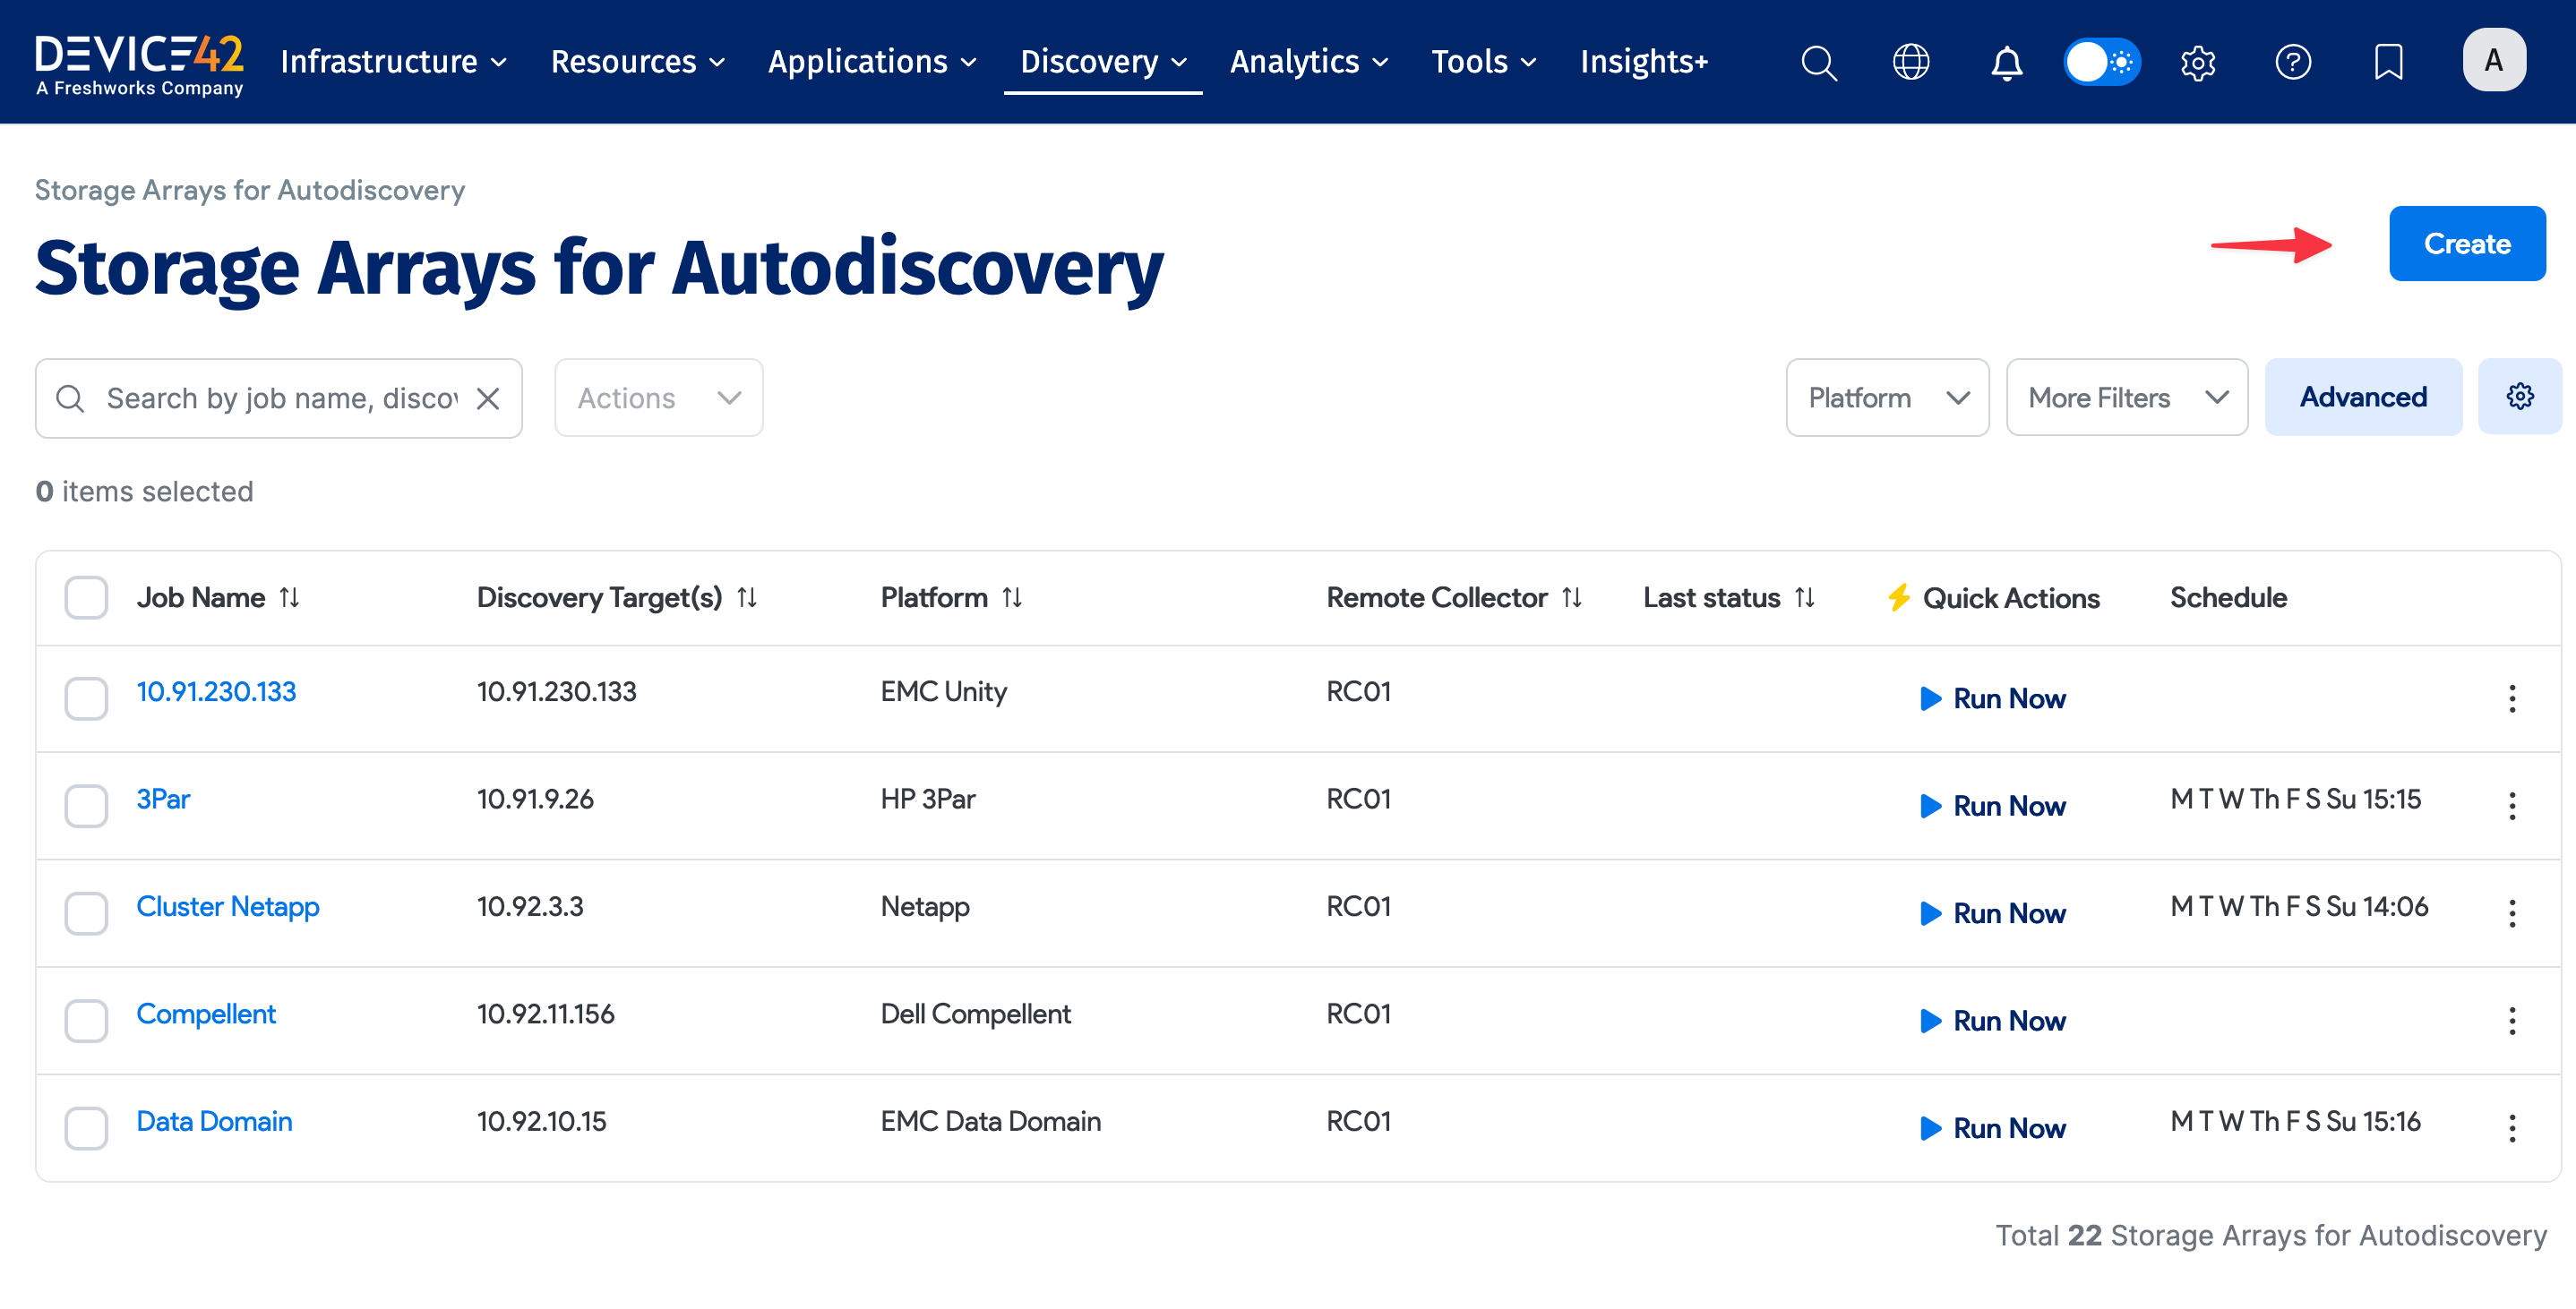 DEVICE42
A Freshworks Company
Infrastructure Resources Applications Discovery Analytics Tools Insights+ A
Storage Arrays for Autodiscovery
Storage Arrays for Autodiscovery
Create
Search by job name, disco Actions Platform More Filters Advanced
0 items selected
Job Name Discovery Target(s) Platform Remote Collector Last status Quick Actions Schedule
10.91.230.133 10.91.230.133 EMC Unity RC01 Run Now
3Par 10.91.9.26 HP 3Par RC01 Run Now M T W Th F S Su 15:15
Cluster Netapp 10.92.3.3 Netapp RC01 Run Now M T W Th F S Su 14:06
Compellent 10.92.11.156 Dell Compellent RC01 Run Now
Data Domain 10.92.10.15 EMC Data Domain RC01 Run Now M T W Th F S Su 15:16
Total 22 Storage Arrays for Autodiscovery